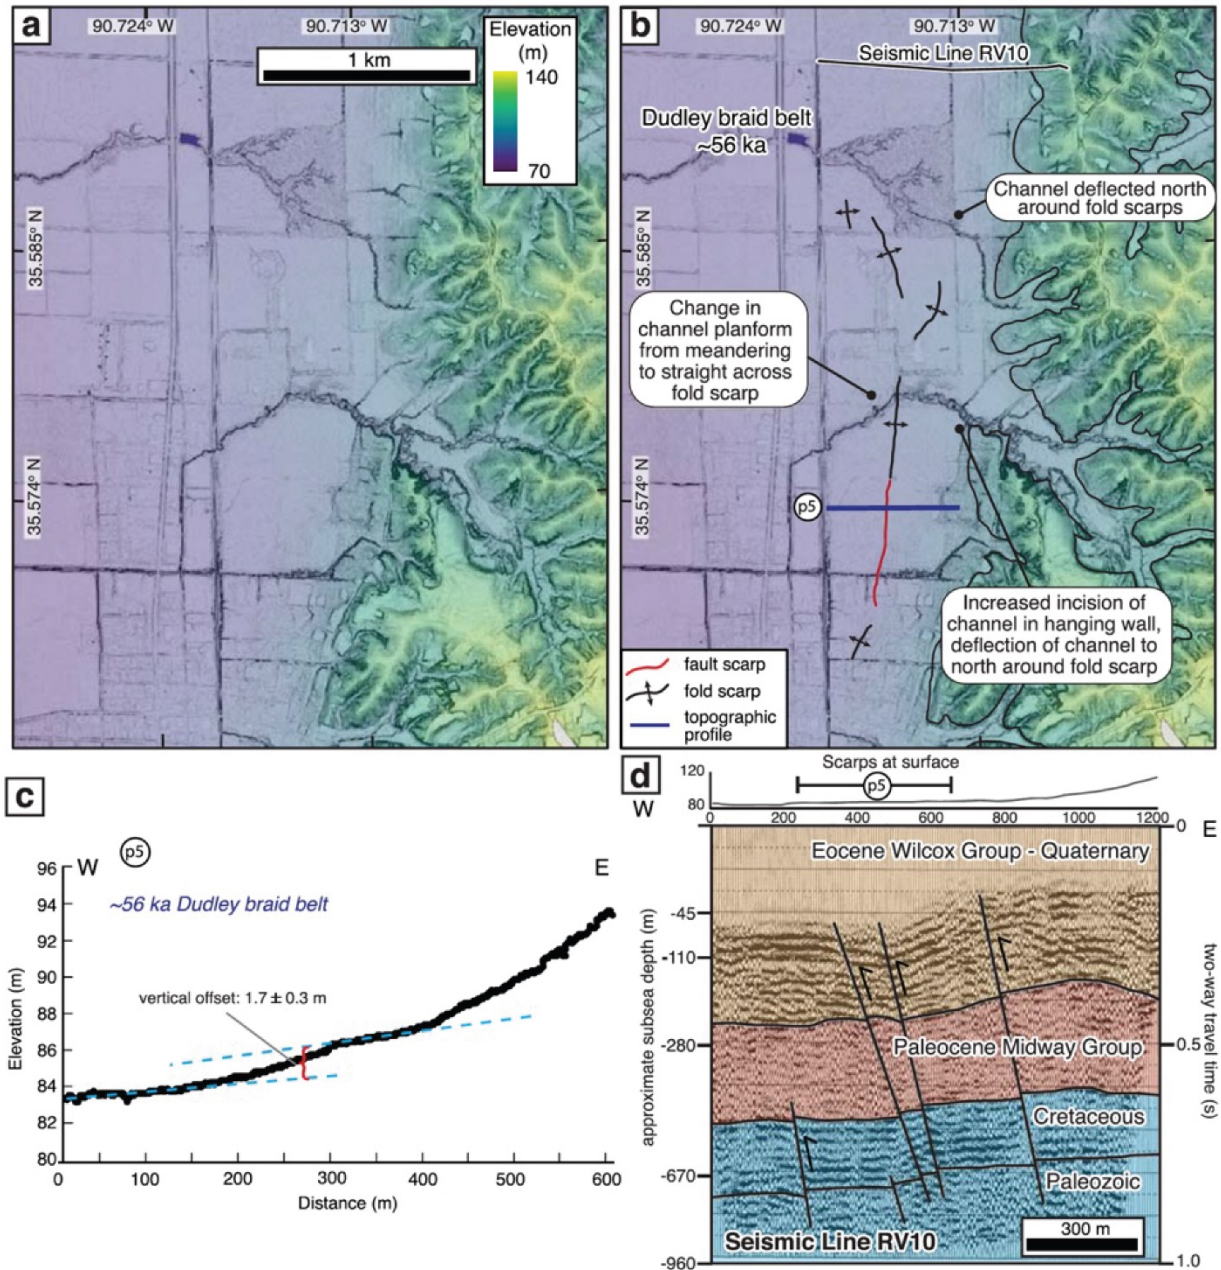 a
90.724° W
90.713° W
Elevation
(m)
140
70
1 km
35.585° N
35.574° N
b
90.724° W
90.713° W
Seismic Line RV10
Dudley braid belt
~56 ka
Channel deflected north
around fold scarps
35.585° N
Change in
channel planform
from meandering
to straight across
fold scarp
35.574° N
p5
Increased incision of
channel in hanging wall,
deflection of channel to
north around fold scarp
fault scarp
fold scarp
topographic
profile
c
p5
W
E
~56 ka Dudley braid belt
vertical offset: 1.7 ± 0.3 m
96
94
92
90
88
86
84
82
80
Elevation (m)
0
100
200
300
400
500
600
Distance (m)
d
Scarps at surface
p5
120
80
W
E
0
200
400
600
800
1000
1200
0
Eocene Wilcox Group - Quaternary
-45
-110
-280
-670
-960
approximate subsea depth (m)
Paleocene Midway Group
0.5
1.0
two-way travel time (s)
Cretaceous
Paleozoic
Seismic Line RV10
300 m